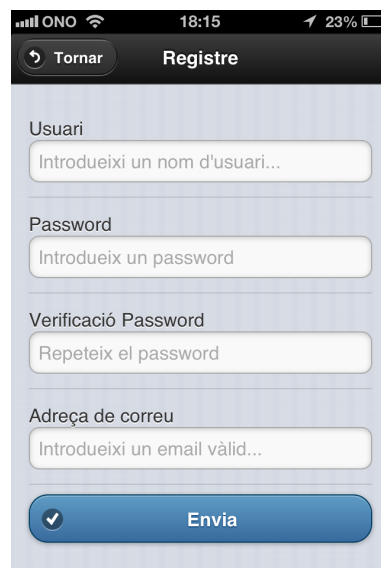 ONO 18:15 23%
Tornar Registre
Usuari
Introdueixi un nom d'usuari...
Password
Introdueix un password
Verificació Password
Repeteix el password
Adreça de correu
Introdueixi un email vàlid...
Envia